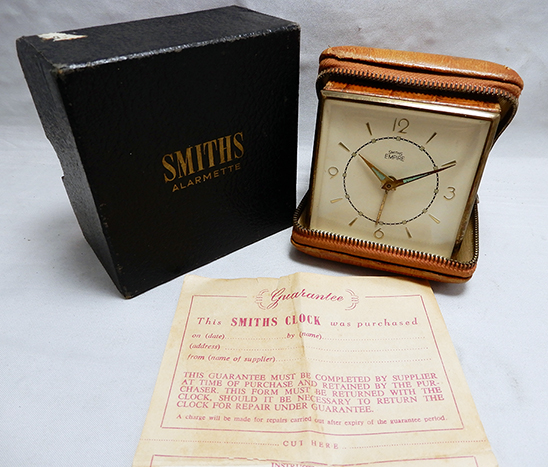 SMITHS
ALARMETTE
12
SMITHS
EMPIRE
9
3
6
Guarantee
This SMITHS CLOCK was purchased
on (date) by (name)
(address)
from (name of supplier)
THIS GUARANTEE MUST BE COMPLETED BY SUPPLIER
AT TIME OF PURCHASE AND RETAINED BY THE PUR-
CHASER. THIS FORM MUST BE RETURNED WITH THE
CLOCK, SHOULD IT BE NECESSARY TO RETURN THE
CLOCK FOR REPAIR UNDER GUARANTEE.
A charge will be made for repairs carried out after expiry of the guarantee period.
CUT HERE